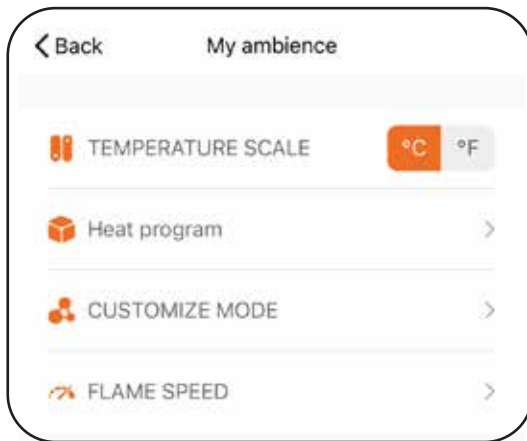 Back My ambience
TEMPERATURE SCALE °C °F
Heat program
CUSTOMIZE MODE
FLAME SPEED